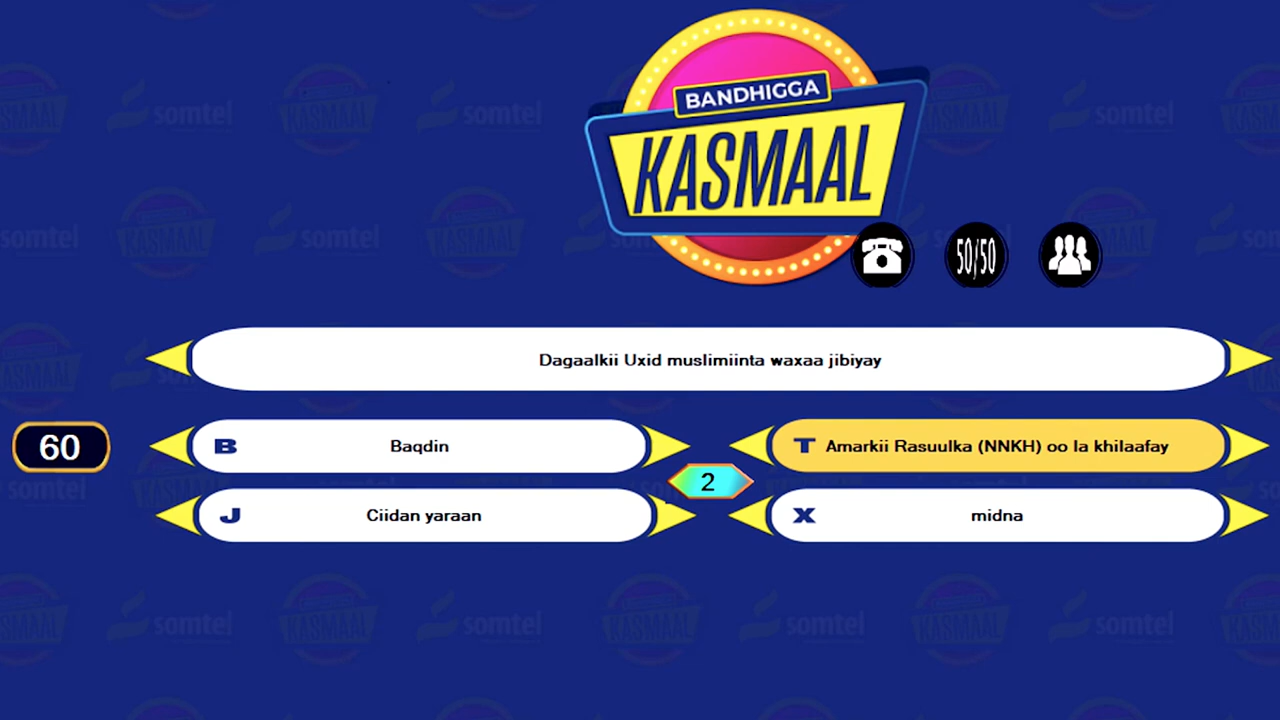 BANDHIGGA
KASMAAL
50/50
Dagaalkii Uxid muslimiinta waxaa jibiyay
60
B Baqdin
T Amarkii Rasuulka (NNKH) oo la khilaafay
2
J Ciidan yaraan
X midna
somtel